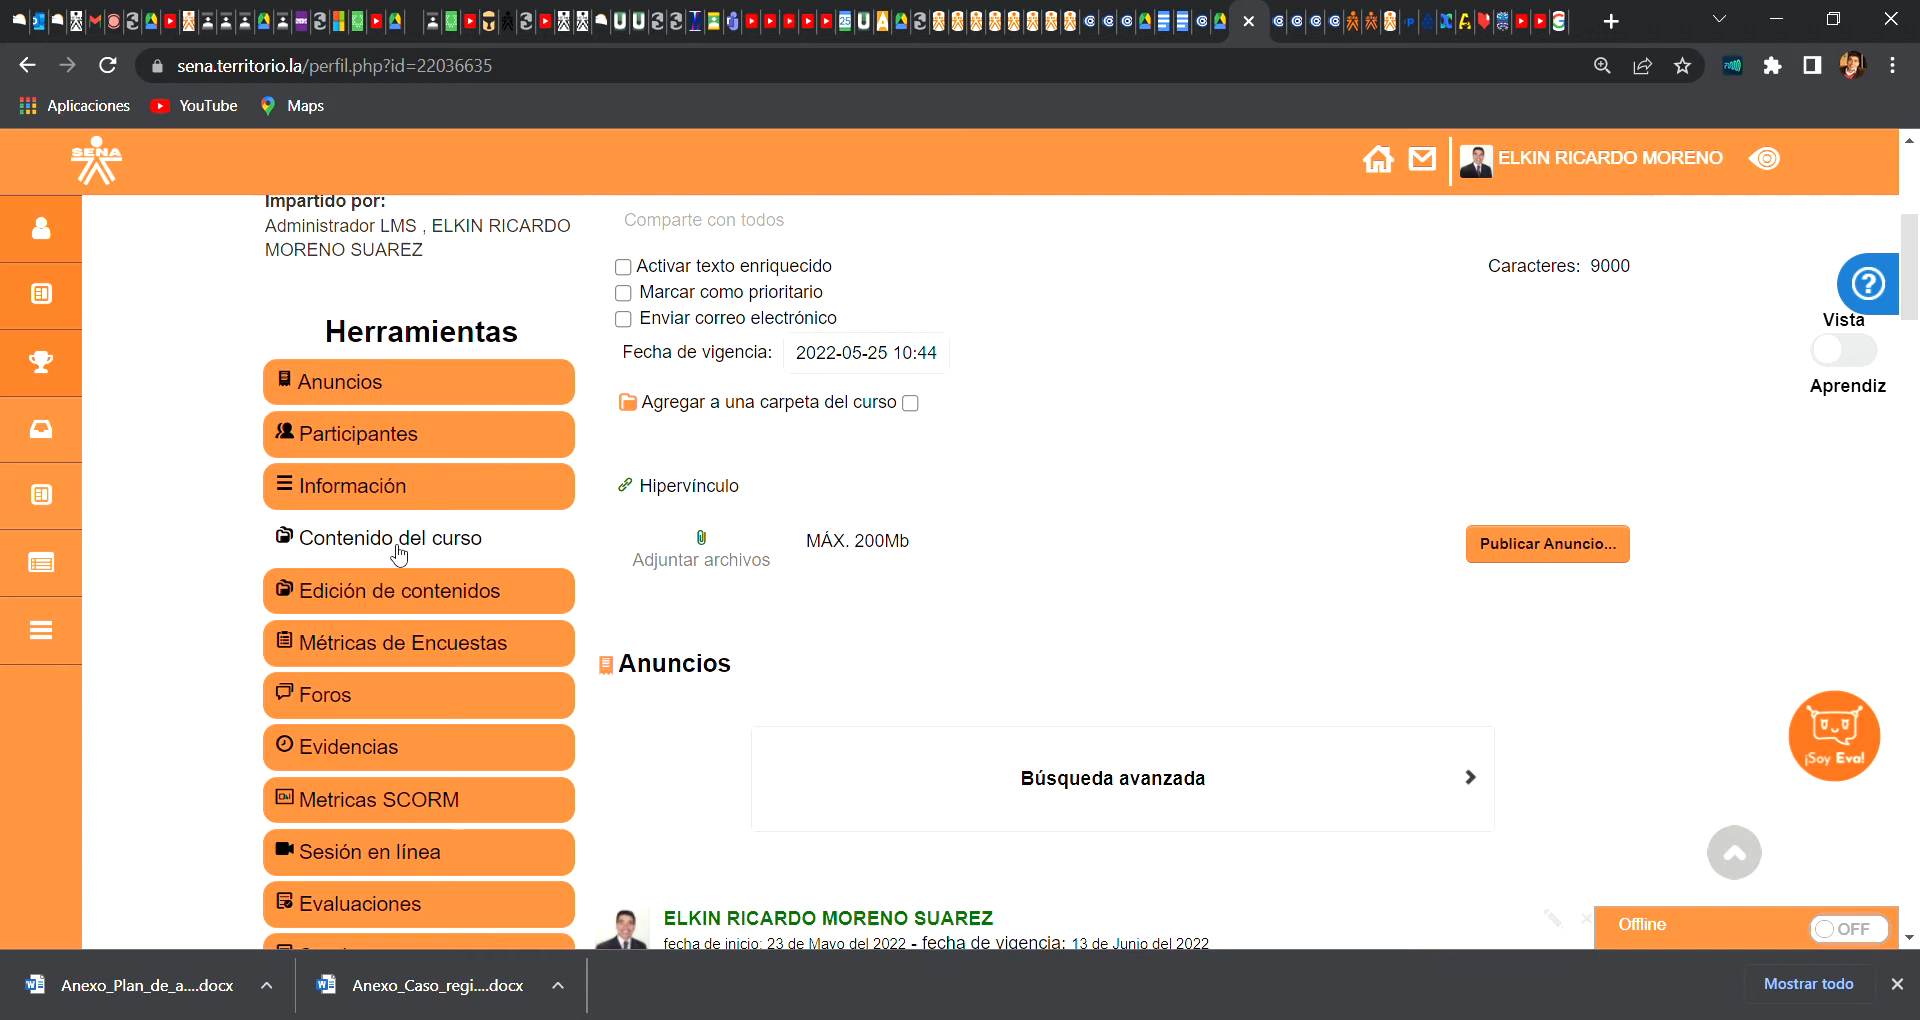 sena.territorio.la/perfil.php?id=22036635
Aplicaciones
YouTube
Maps
SENA
ELKIN RICARDO MORENO
Impartido por:
Administrador LMS , ELKIN RICARDO
MORENO SUAREZ
Herramientas
Anuncios
Participantes
Información
Contenido del curso
Edición de contenidos
Métricas de Encuestas
Foros
Evidencias
Metricas SCORM
Sesión en línea
Evaluaciones
Comparte con todos
Activar texto enriquecido
Caracteres: 9000
Marcar como prioritario
Enviar correo electrónico
Fecha de vigencia: 2022-05-25 10:44
Agregar a una carpeta del curso
Hipervínculo
Adjuntar archivos
MÁX. 200Mb
Publicar Anuncio...
Anuncios
Búsqueda avanzada
ELKIN RICARDO MORENO SUAREZ
fecha de inicio: 23 de Mayo del 2022 - fecha de vigencia: 13 de Junio del 2022
Vista
Aprendiz
¡Soy Eva!
Offline
OFF
Anexo_Plan_de_a....docx
Anexo_Caso_regi....docx
Mostrar todo